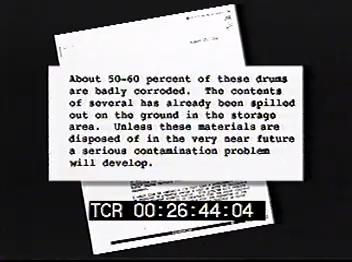 About 50-60 percent of these drums
are badly corroded. The contents
of several has already been spilled
out on the ground in the storage
area. Unless these materials are
disposed of in the very near future
a serious contamination problem
will develop.
TCR 00:26:44:04